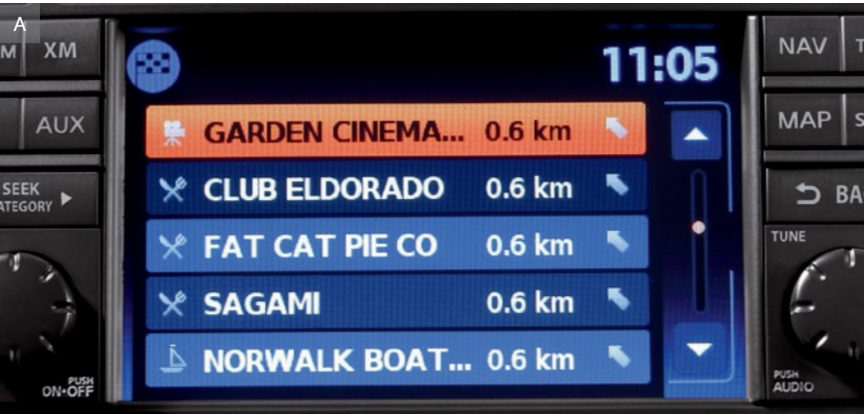 A
M XM
NAV T
11:05
GARDEN CINEMA... 0.6 km
AUX
MAP S
CLUB ELDORADO 0.6 km
SEEK
ATEGORY
BA
FAT CAT PIE CO 0.6 km
TUNE
SAGAMI 0.6 km
NORWALK BOAT... 0.6 km
PUSH
ON•OFF
PUSH
AUDIO